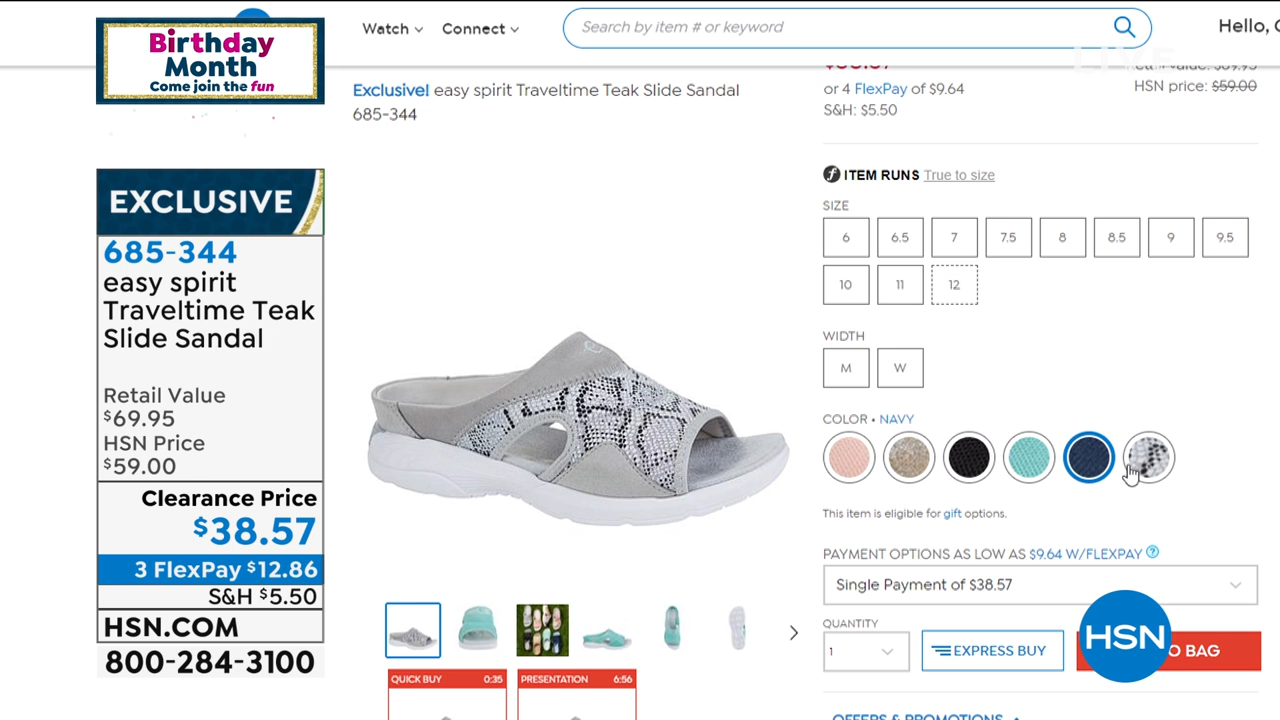 Birthday
Month
Come join the fun
Watch
Connect
Search by item # or keyword
Hello,
LIVE
Exclusive! easy spirit Traveltime Teak Slide Sandal
685-344
or 4 FlexPay of $9.64
HSN price: $59.00
S&H: $5.50
EXCLUSIVE
685-344
easy spirit
Traveltime Teak
Slide Sandal
Retail Value
$69.95
HSN Price
$59.00
Clearance Price
$38.57
3 FlexPay $12.86
S&H $5.50
HSN.COM
800-284-3100
ITEM RUNS True to size
SIZE
6 6.5 7 7.5 8 8.5 9 9.5
10 11 12
WIDTH
M W
COLOR • NAVY
This item is eligible for gift options.
PAYMENT OPTIONS AS LOW AS $9.64 W/FLEXPAY ?
Single Payment of $38.57
QUANTITY
1
EXPRESS BUY
HSN
O BAG
QUICK BUY 0:35
PRESENTATION 6:56
OFFERS & PROMOTIONS